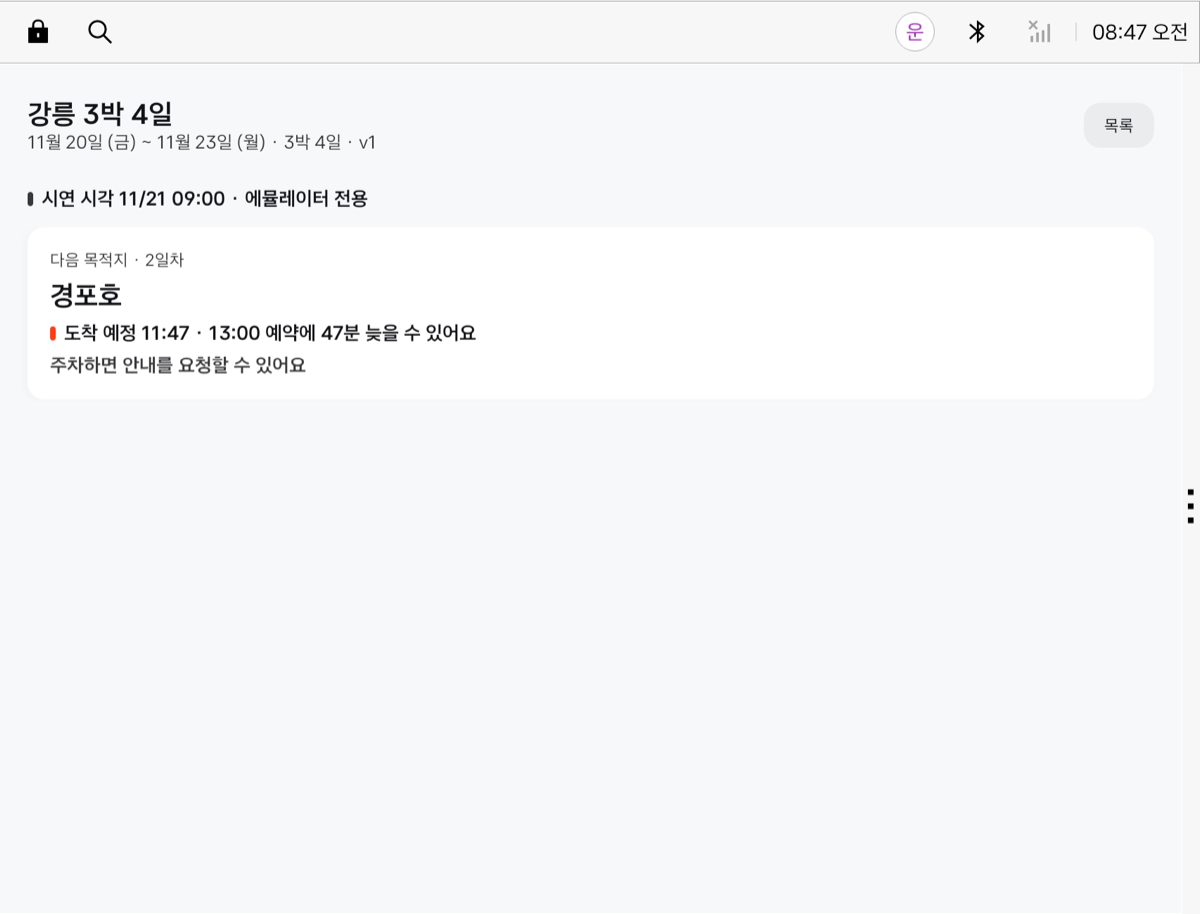 운
08:47 오전
강릉 3박 4일
11월 20일 (금) ~ 11월 23일 (월) · 3박 4일 · v1
목록
시연 시각 11/21 09:00 · 에뮬레이터 전용
다음 목적지 · 2일차
경포호
도착 예정 11:47 · 13:00 예약에 47분 늦을 수 있어요
주차하면 안내를 요청할 수 있어요